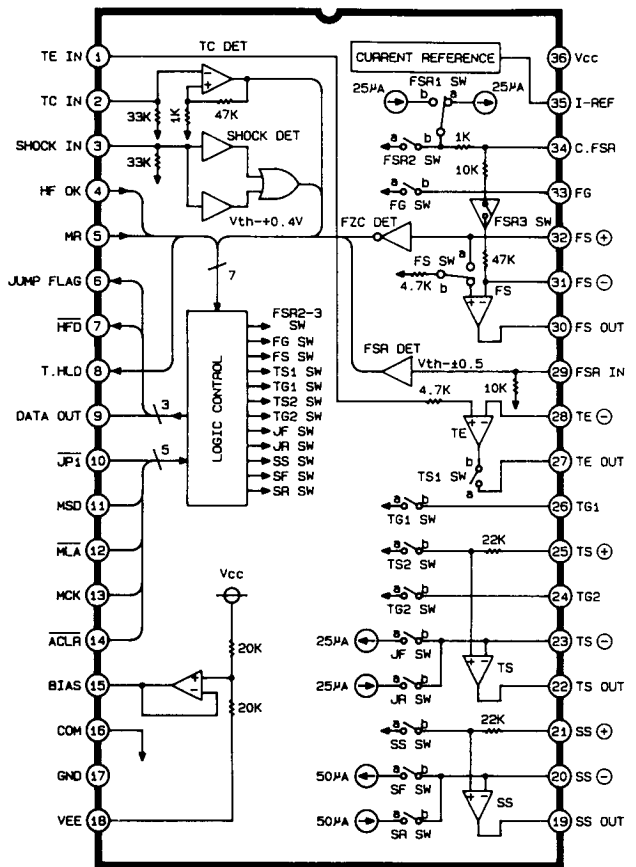 TE IN 1
TC DET
TC IN 2
33K
1K
47K
SHOCK IN 3
33K
SHOCK DET
HF OK 4
Vth-+0.4V
MR 5
7
JUMP FLAG 6
HFD 7
T.HLD 8
DATA OUT 9
3
JP1 10
5
MSD 11
MLA 12
MCK 13
ACLR 14
BIAS 15
COM 16
GND 17
VEE 18
LOGIC CONTROL
FSR2-3
SW
FG SW
FS SW
TS1 SW
TG1 SW
TS2 SW
TG2 SW
JF SW
JR SW
SS SW
SF SW
SR SW
Vcc
20K
+
-
20K
CURRENT REFERENCE
36 Vcc
FSR1 SW
25µA
b
a
25µA
35 I-REF
a
b
FSR2 SW
1K
34 C.FSR
10K
a
b
FG SW
33 FG
FSR3 SW
FZC DET
32 FS ⊕
a
FS SW
47K
4.7K
b
+ -
FS
31 FS ⊖
30 FS OUT
FSR DET
Vth-±0.5
29 FSR IN
4.7K
10K
+ -
TE
28 TE ⊖
b
TS1 SW
a
27 TE OUT
a b
TG1 SW
26 TG1
a b
TS2 SW
22K
25 TS ⊕
a b
TG2 SW
24 TG2
25µA
a b
JF SW
23 TS ⊖
+ -
TS
25µA
a b
JR SW
22 TS OUT
a b
SS SW
22K
21 SS ⊕
50µA
a b
SF SW
20 SS ⊖
+ -
SS
50µA
a b
SR SW
19 SS OUT